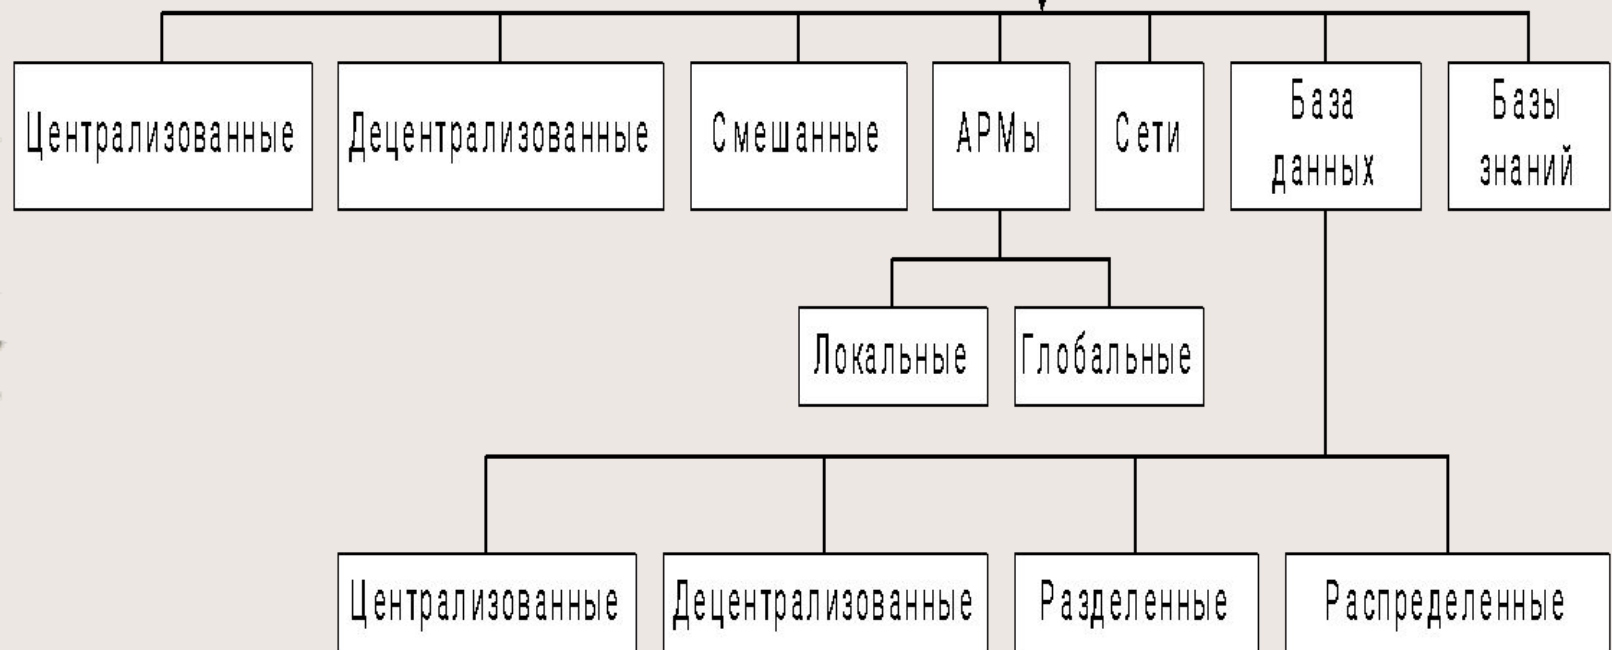 Централизованные
Децентрализованные
Смешанные
АРМы
Сети
База
данных
Базы
знаний
Локальные
Глобальные
Централизованные
Децентрализованные
Разделенные
Распределенные